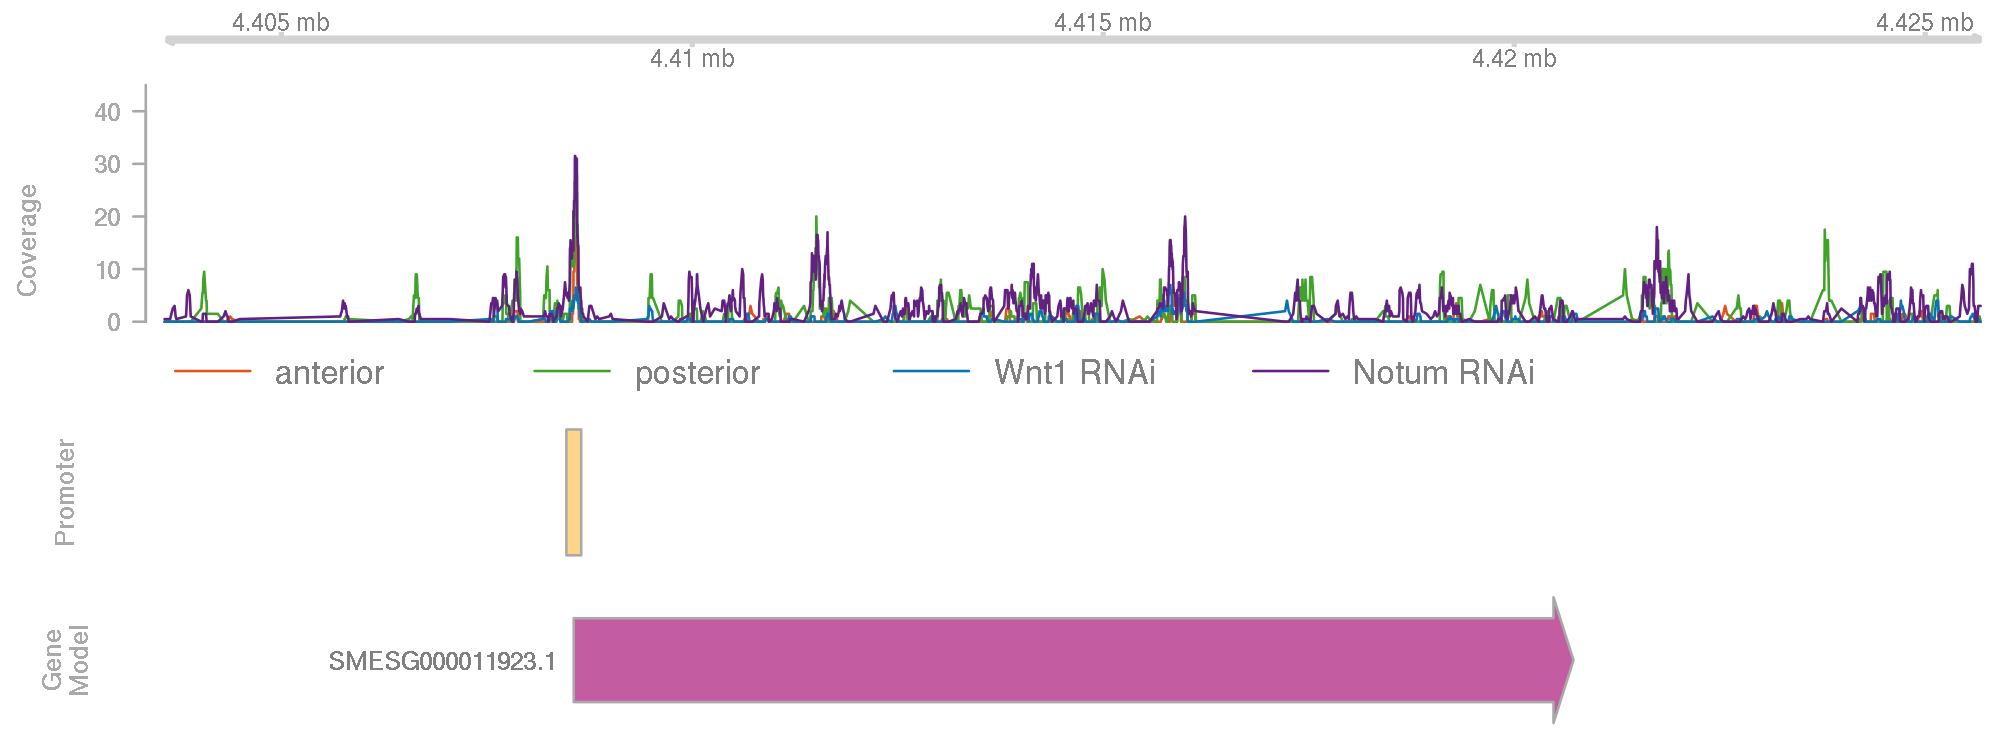 4.405 mb 4.415 mb 4.425 mb
4.41 mb 4.42 mb
Coverage
40
30
20
10
0
anterior posterior Wnt1 RNAi Notum RNAi
Promoter
Gene
Model
SMESG000011923.1